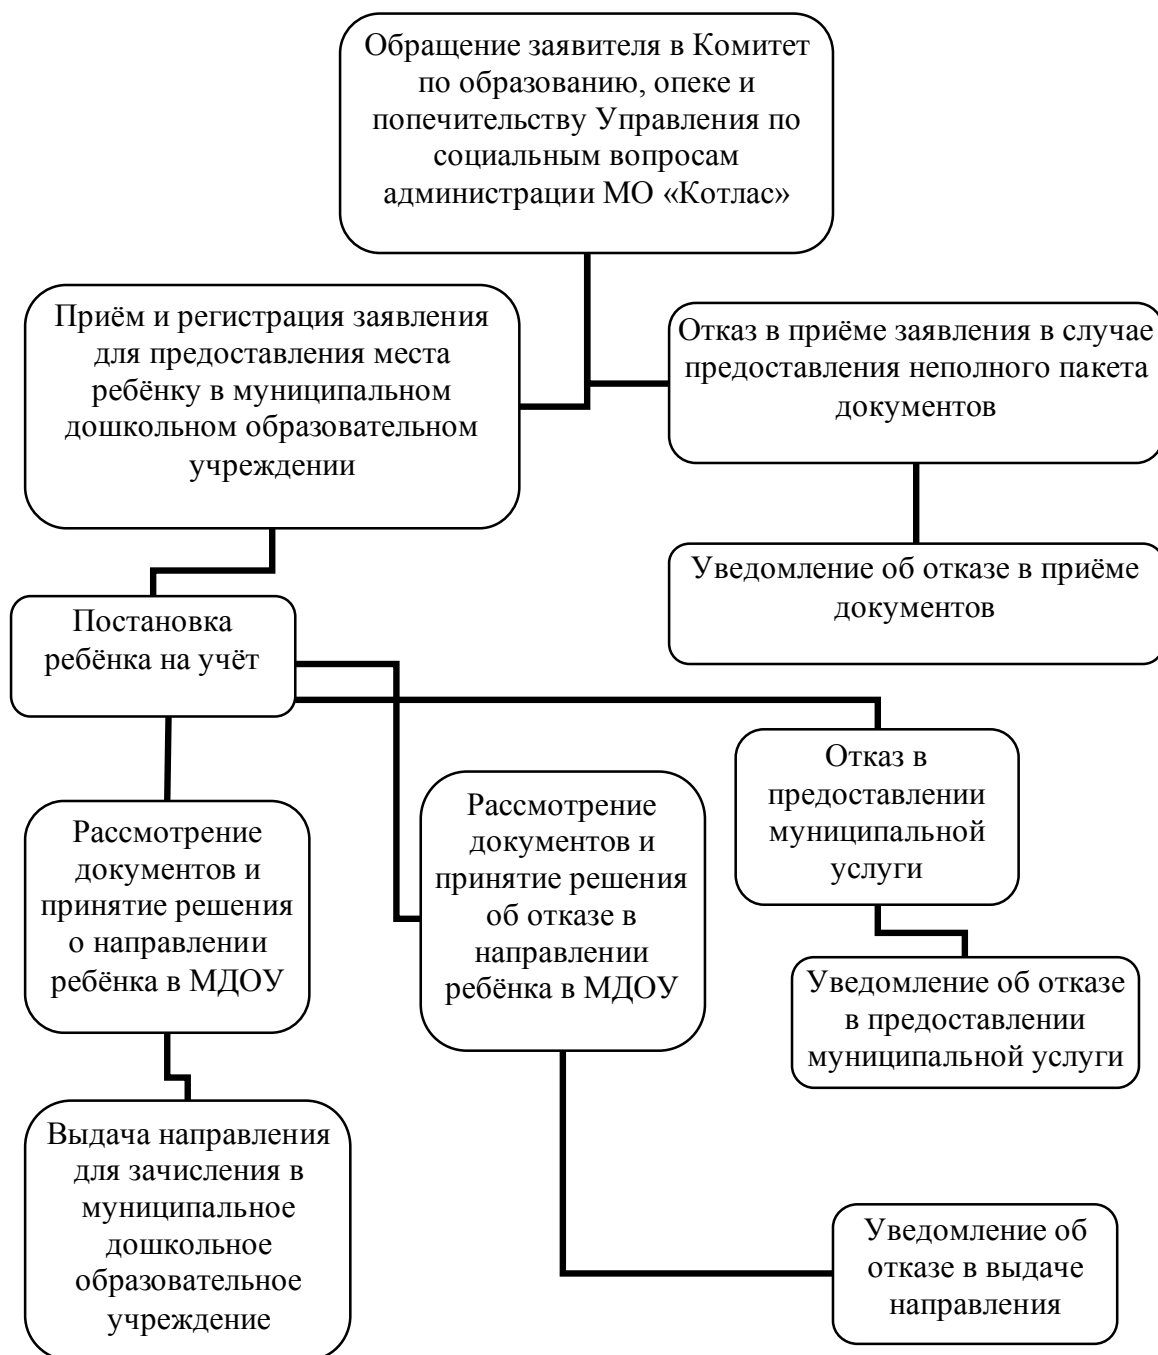 Обращение заявителя в Комитет
по образованию, опеке и
попечительству Управления по
социальным вопросам
администрации МО «Котлас»
Приём и регистрация заявления
для предоставления места
ребёнку в муниципальном
дошкольном образовательном
учреждении
Отказ в приёме заявления в случае
предоставления неполного пакета
документов
Уведомление об отказе в приёме
документов
Постановка
ребёнка на учёт
Отказ в
предоставлении
муниципальной
услуги
Рассмотрение
документов и
принятие решения
о направлении
ребёнка в МДОУ
Рассмотрение
документов и
принятие решения
об отказе в
направлении
ребёнка в МДОУ
Уведомление об отказе
в предоставлении
муниципальной услуги
Выдача направления
для зачисления в
муниципальное
дошкольное
образовательное
учреждение
Уведомление об
отказе в выдаче
направления